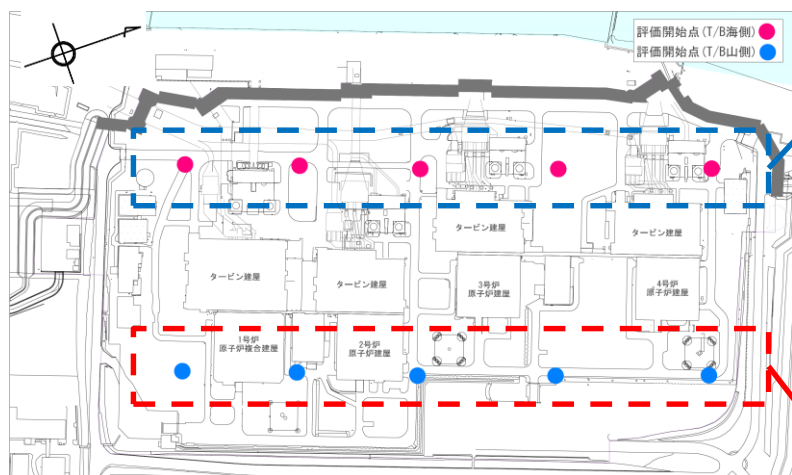 評価開始点(T/B海側)
評価開始点(T/B山側)
タービン建屋
タービン建屋
タービン建屋
タービン建屋
3号炉
原子炉建屋
4号炉
原子炉建屋
1号炉
原子炉複合建屋
2号炉
原子炉建屋